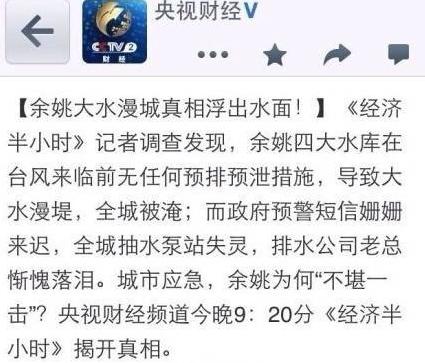 央视财经V
CCTV2
财经
【余姚大水漫城真相浮出水面！】《经济
半小时》记者调查发现，余姚四大水库在
台风来临前无任何预排预泄措施，导致大
水漫堤，全城被淹；而政府预警短信姗姗
来迟，全城抽水泵站失灵，排水公司老总
惭愧落泪。城市应急，余姚为何“不堪一
击”？央视财经频道今晚9：20分《经济半
小时》揭开真相。